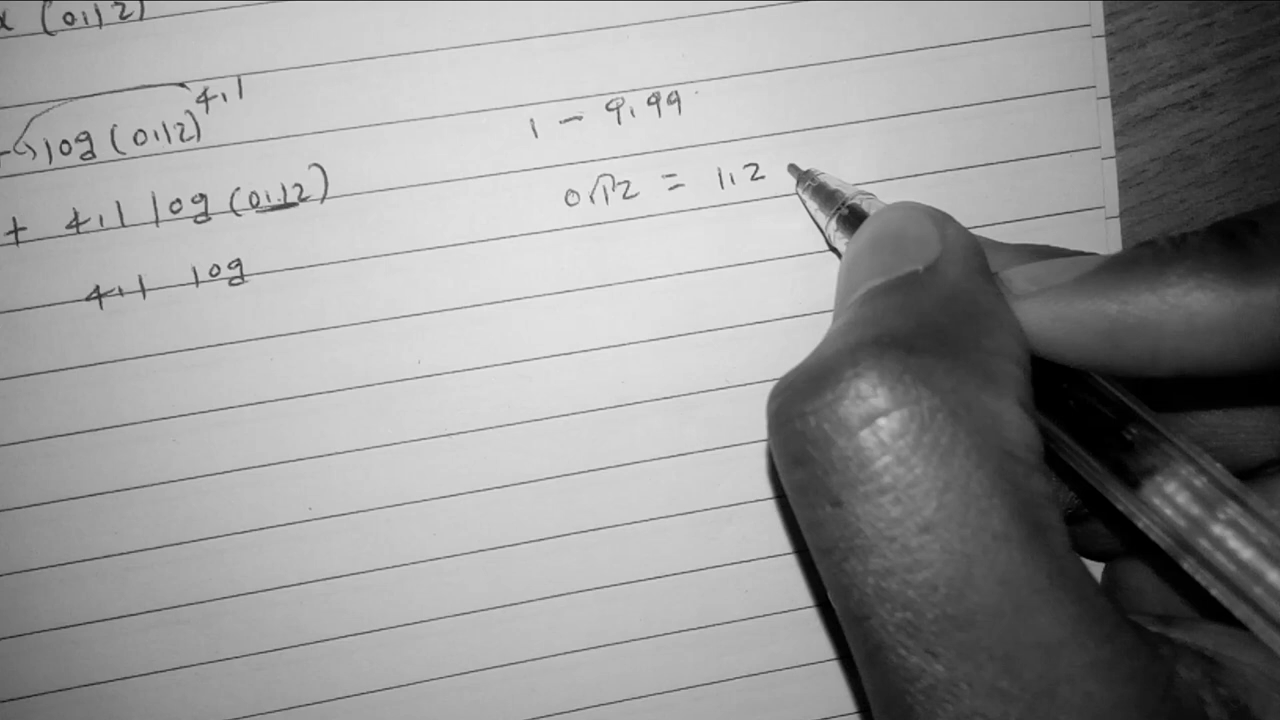 x (0.12)
log (0.12)^4.1
+ 4.1 log (0.12)
4.1 log
1 - 9.99
0.12 = 1.2